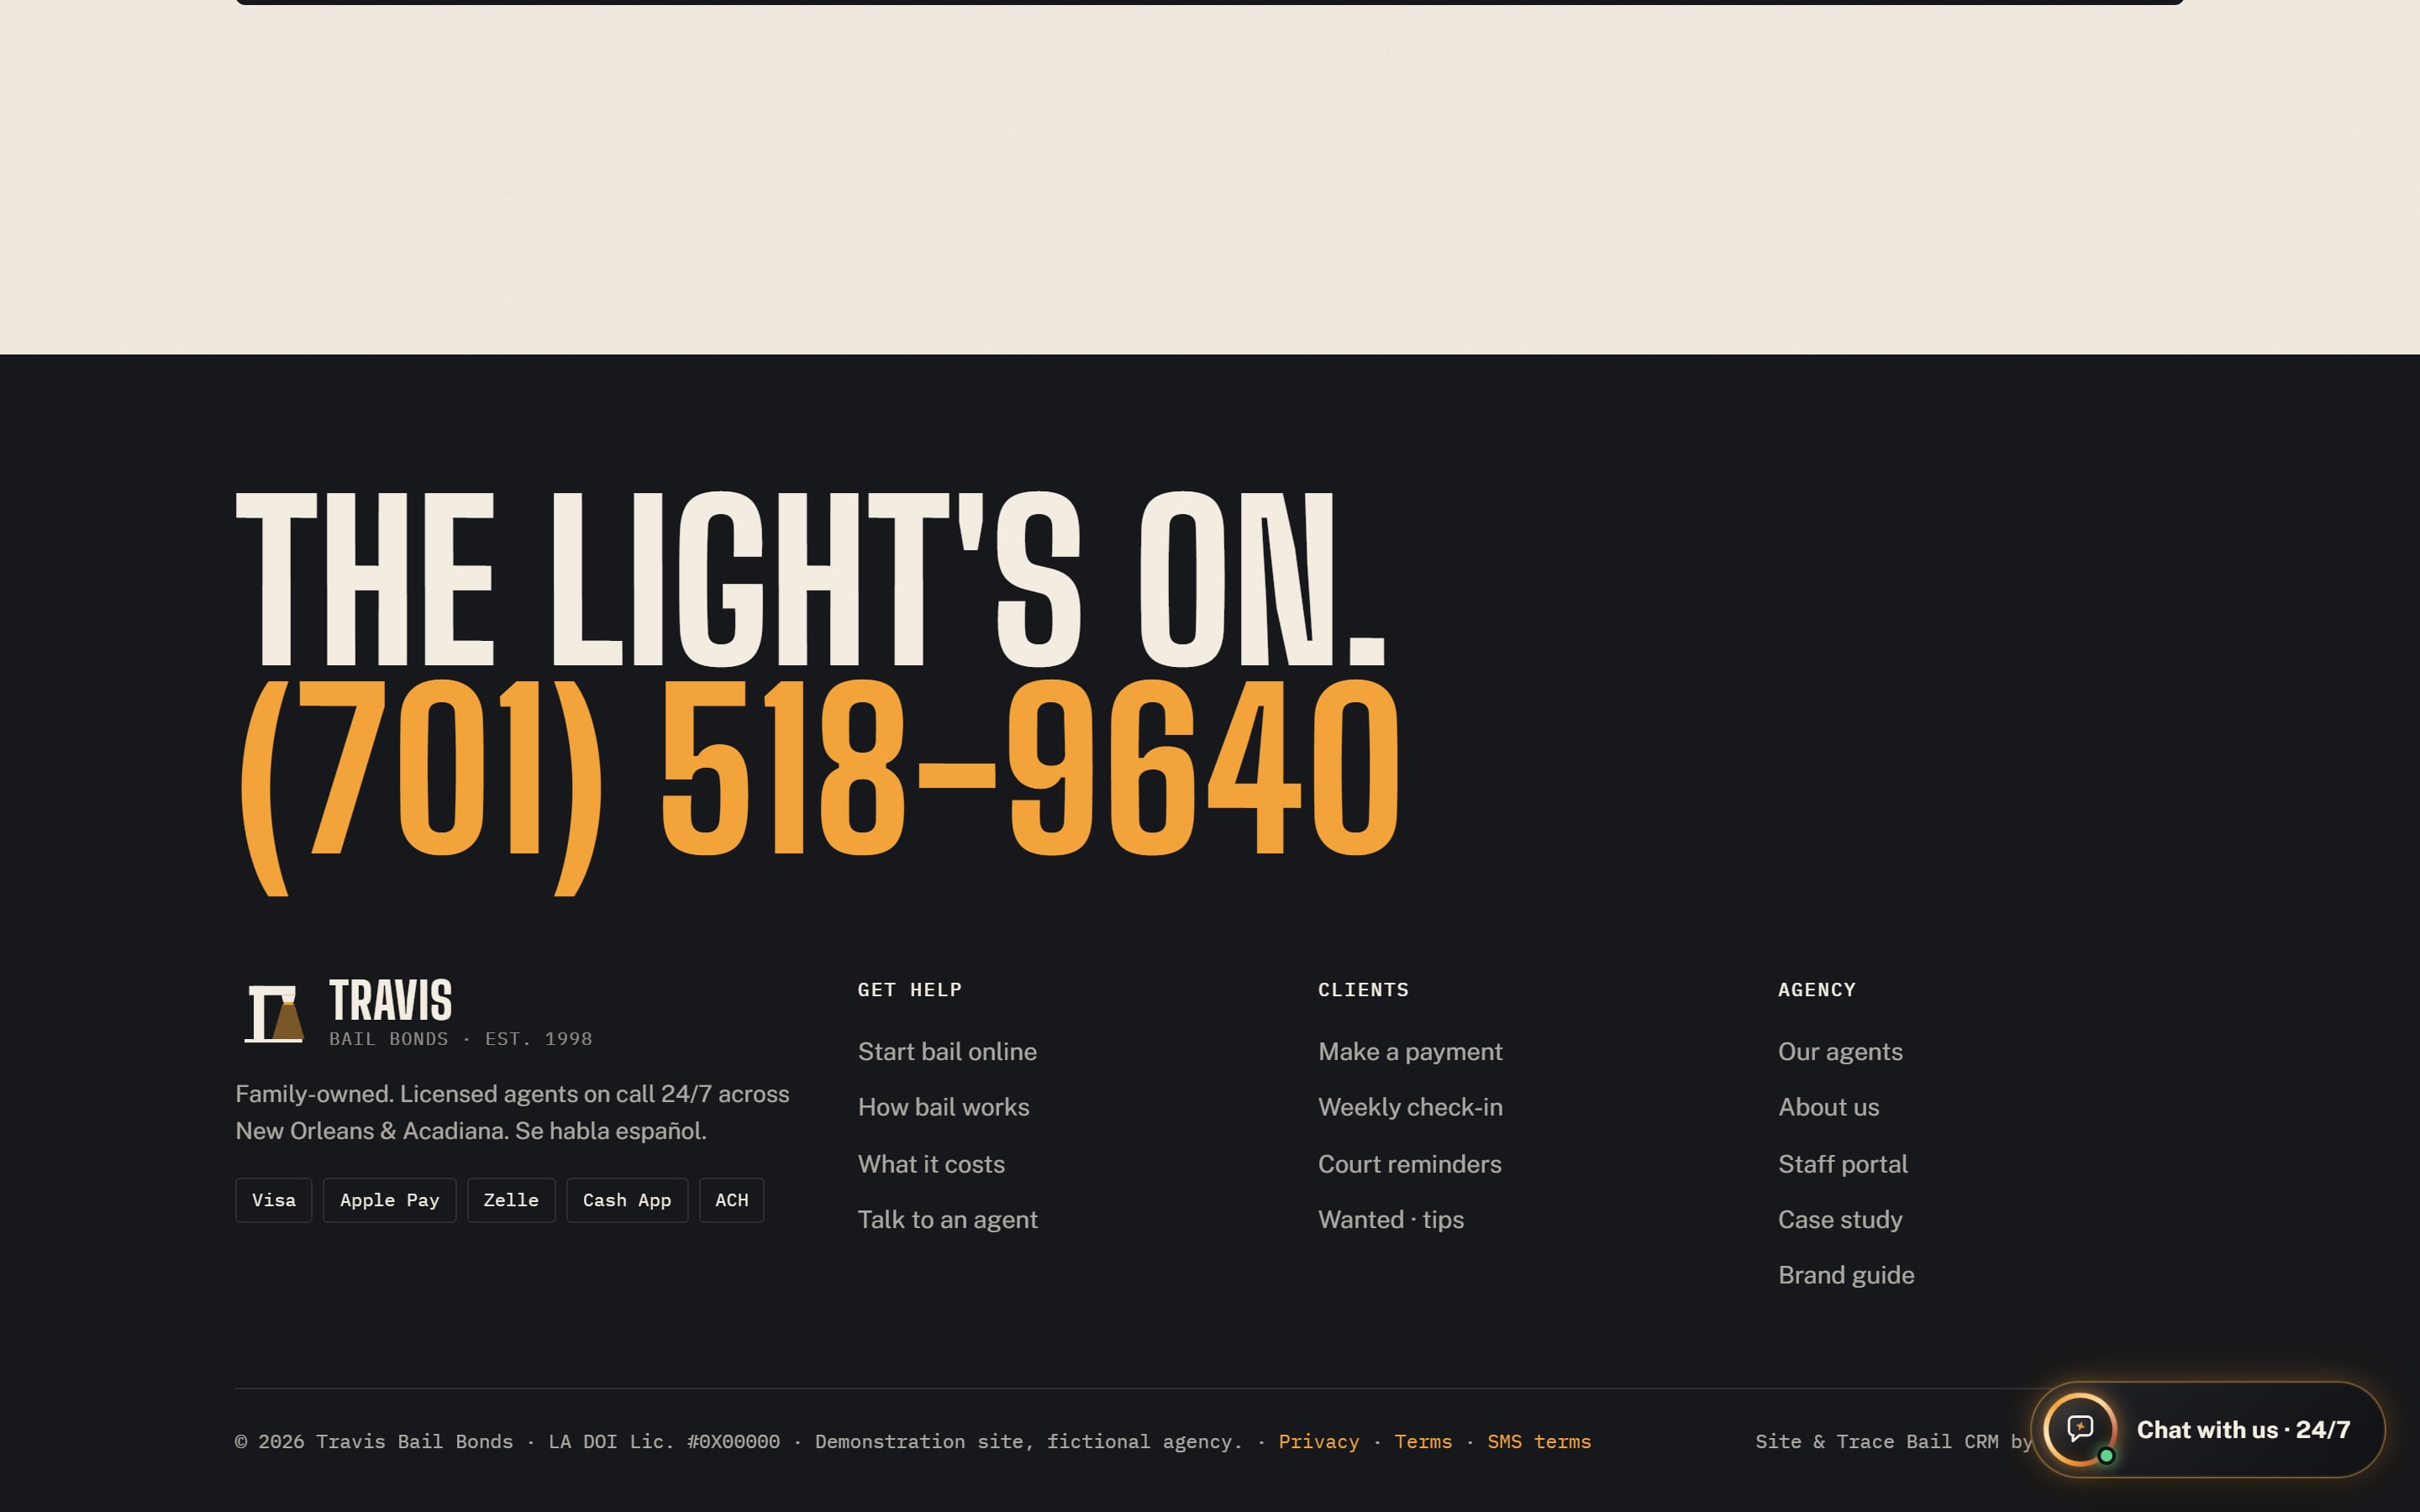 THE LIGHT'S ON.
(701) 518-9640
TRAVIS
BAIL BONDS · EST. 1998
Family-owned. Licensed agents on call 24/7 across
New Orleans & Acadiana. Se habla español.
Visa
Apple Pay
Zelle
Cash App
ACH
GET HELP
Start bail online
How bail works
What it costs
Talk to an agent
CLIENTS
Make a payment
Weekly check-in
Court reminders
Wanted · tips
AGENCY
Our agents
About us
Staff portal
Case study
Brand guide
© 2026 Travis Bail Bonds · LA DOI Lic. #0X00000 · Demonstration site, fictional agency. · Privacy · Terms · SMS terms
Site & Trace Bail CRM by
Chat with us · 24/7